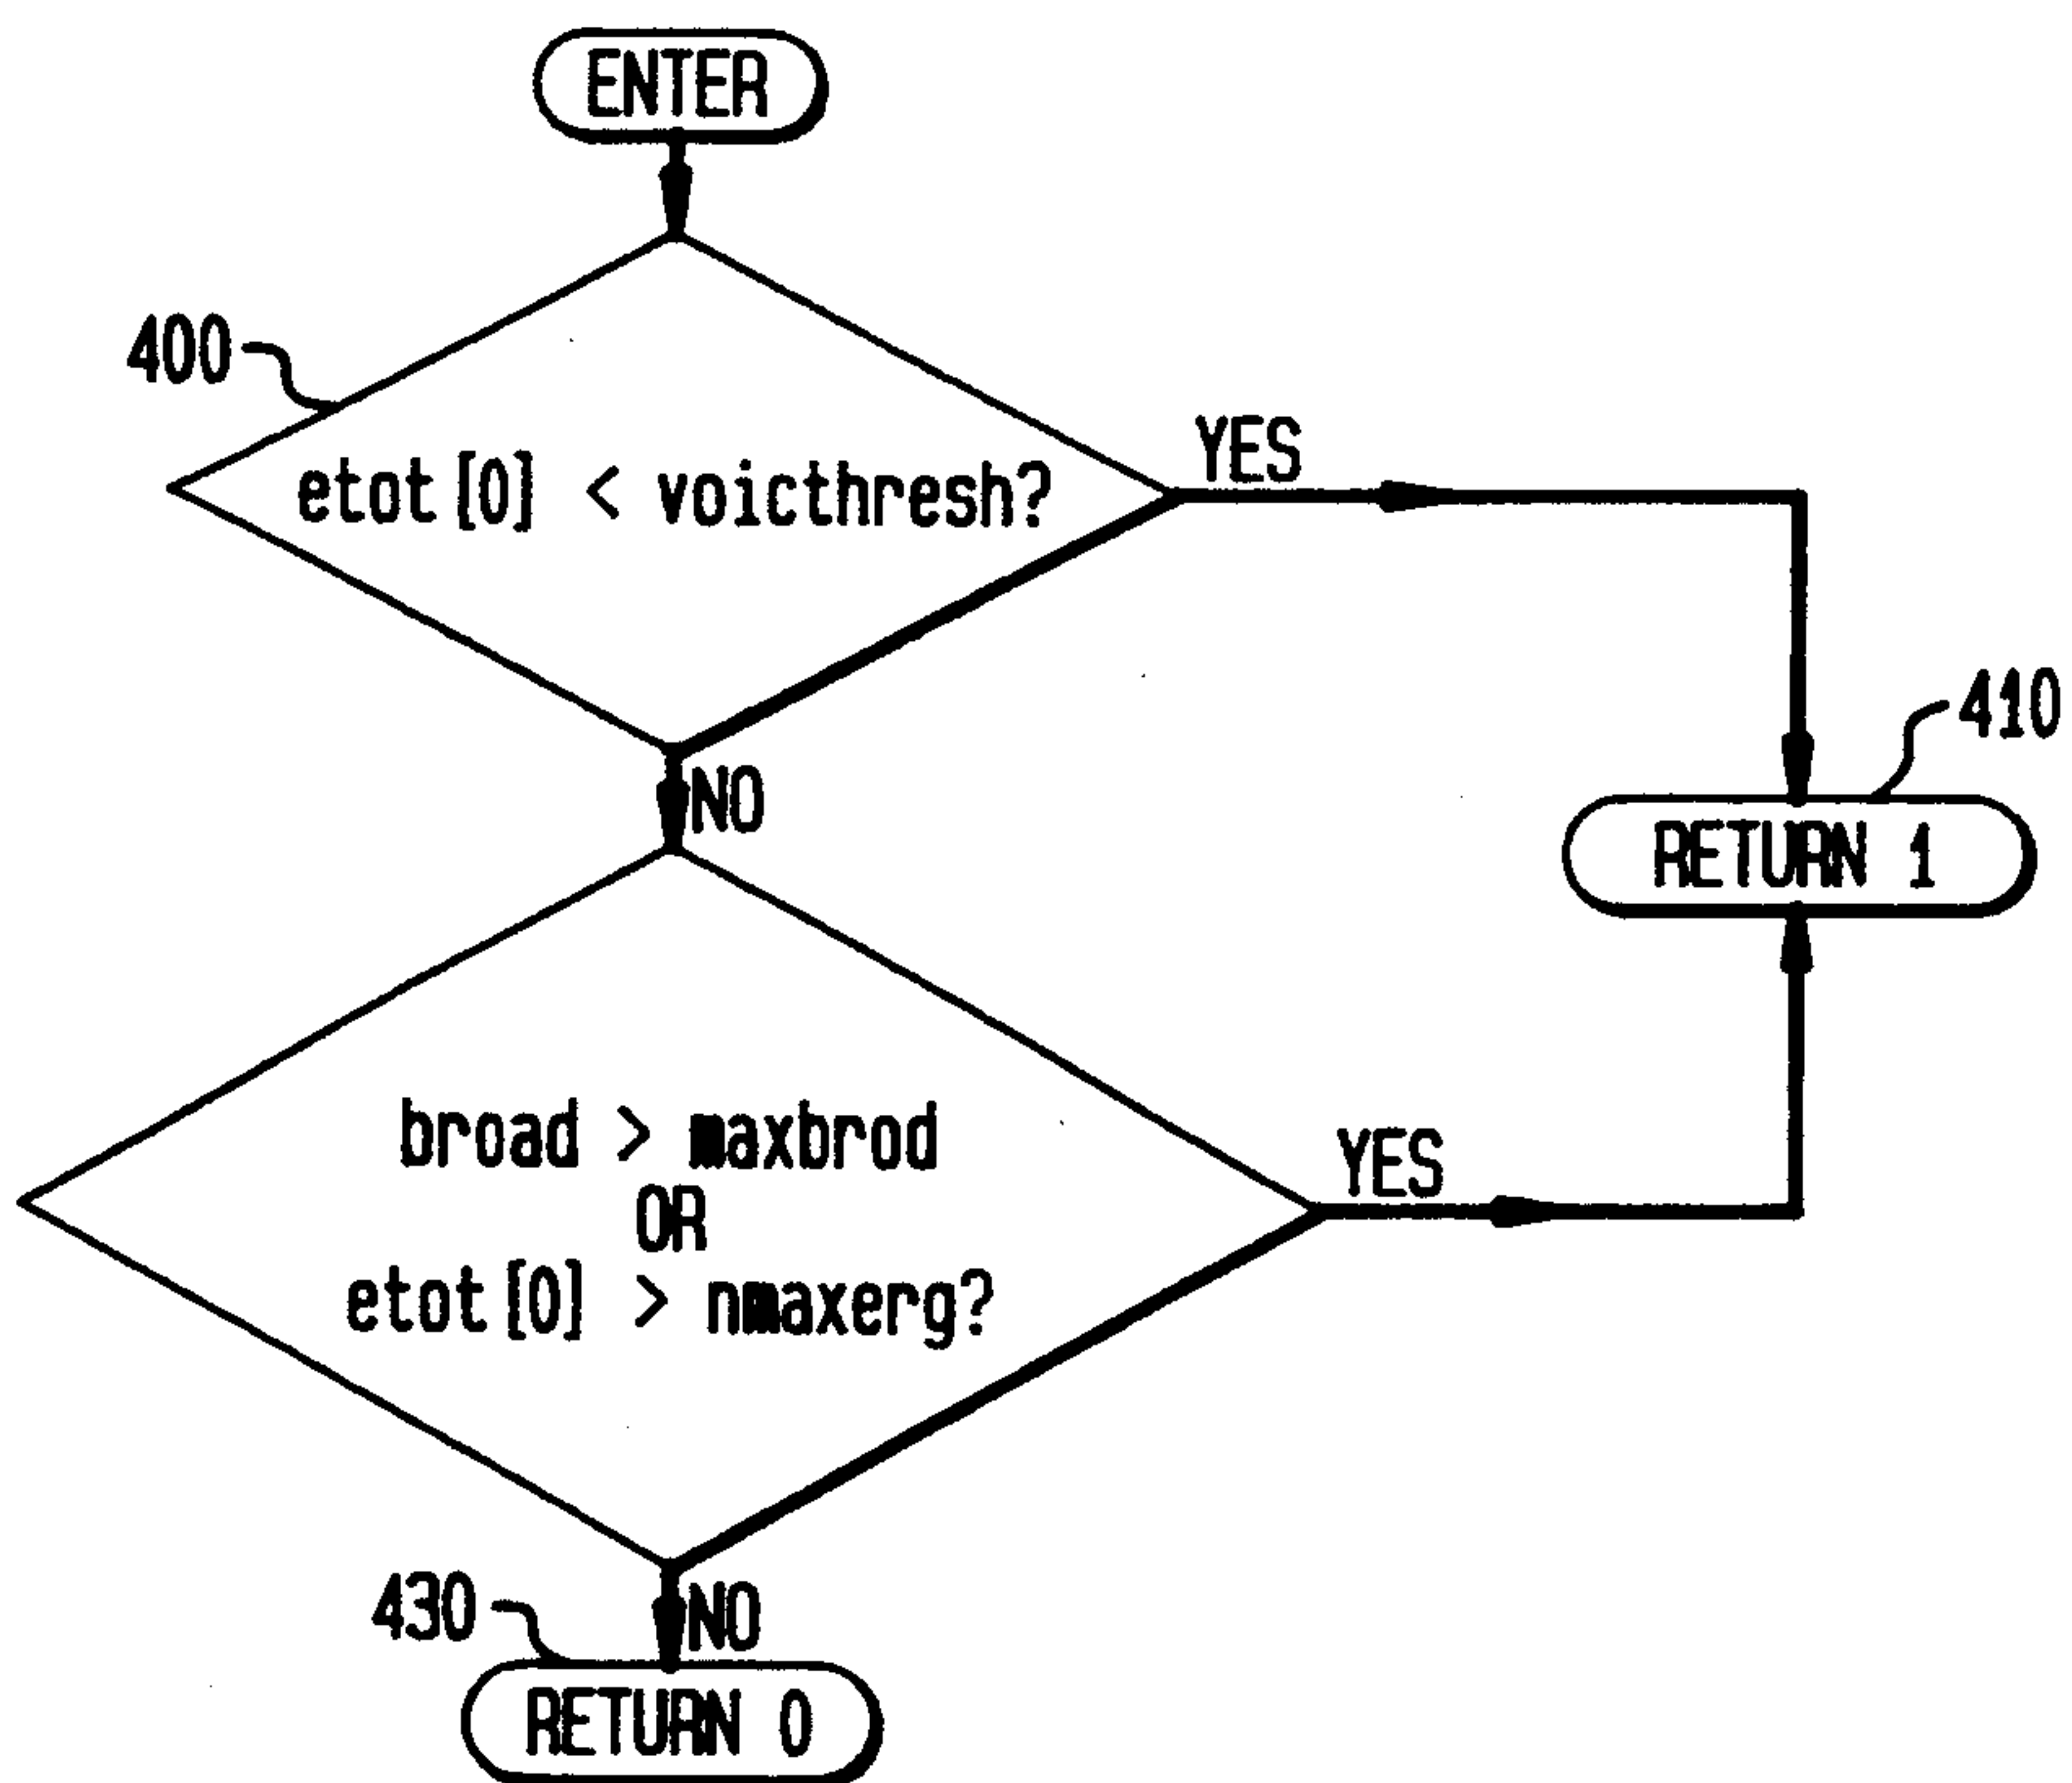 ENTER
400
etot[0] < voicthresh?
YES
NO
410
RETURN 1
broad > maxbrod
OR
etot[0] > nmaxerg?
YES
NO
430
RETURN 0